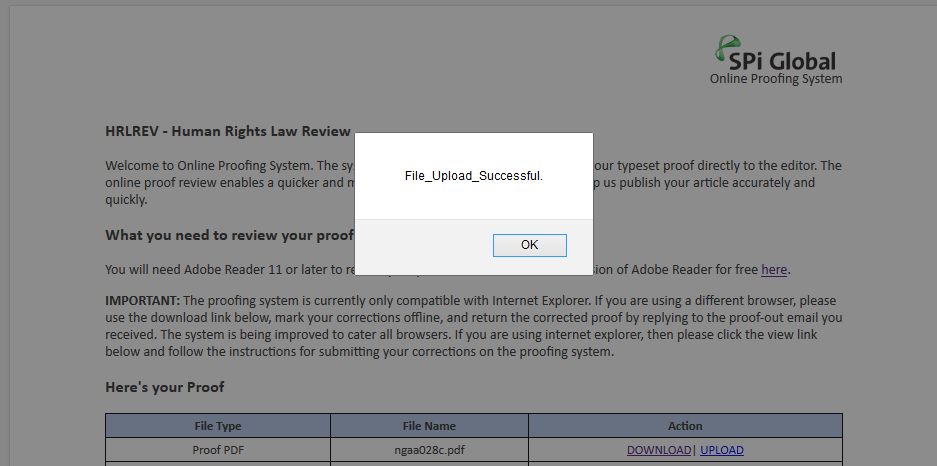 SPi Global
Online Proofing System
HRLREV - Human Rights Law Review
Welcome to Online Proofing System. The sy our typeset proof directly to the editor. The
online proof review enables a quicker and m p us publish your article accurately and
quickly.
File_Upload_Successful.
OK
What you need to review your proof
You will need Adobe Reader 11 or later to re sion of Adobe Reader for free here.
IMPORTANT: The proofing system is currently only compatible with Internet Explorer. If you are using a different browser, please
use the download link below, mark your corrections offline, and return the corrected proof by replying to the proof-out email you
received. The system is being improved to cater all browsers. If you are using internet explorer, then please click the view link
below and follow the instructions for submitting your corrections on the proofing system.
Here's your Proof
File Type File Name Action
Proof PDF ngaa028c.pdf DOWNLOAD| UPLOAD